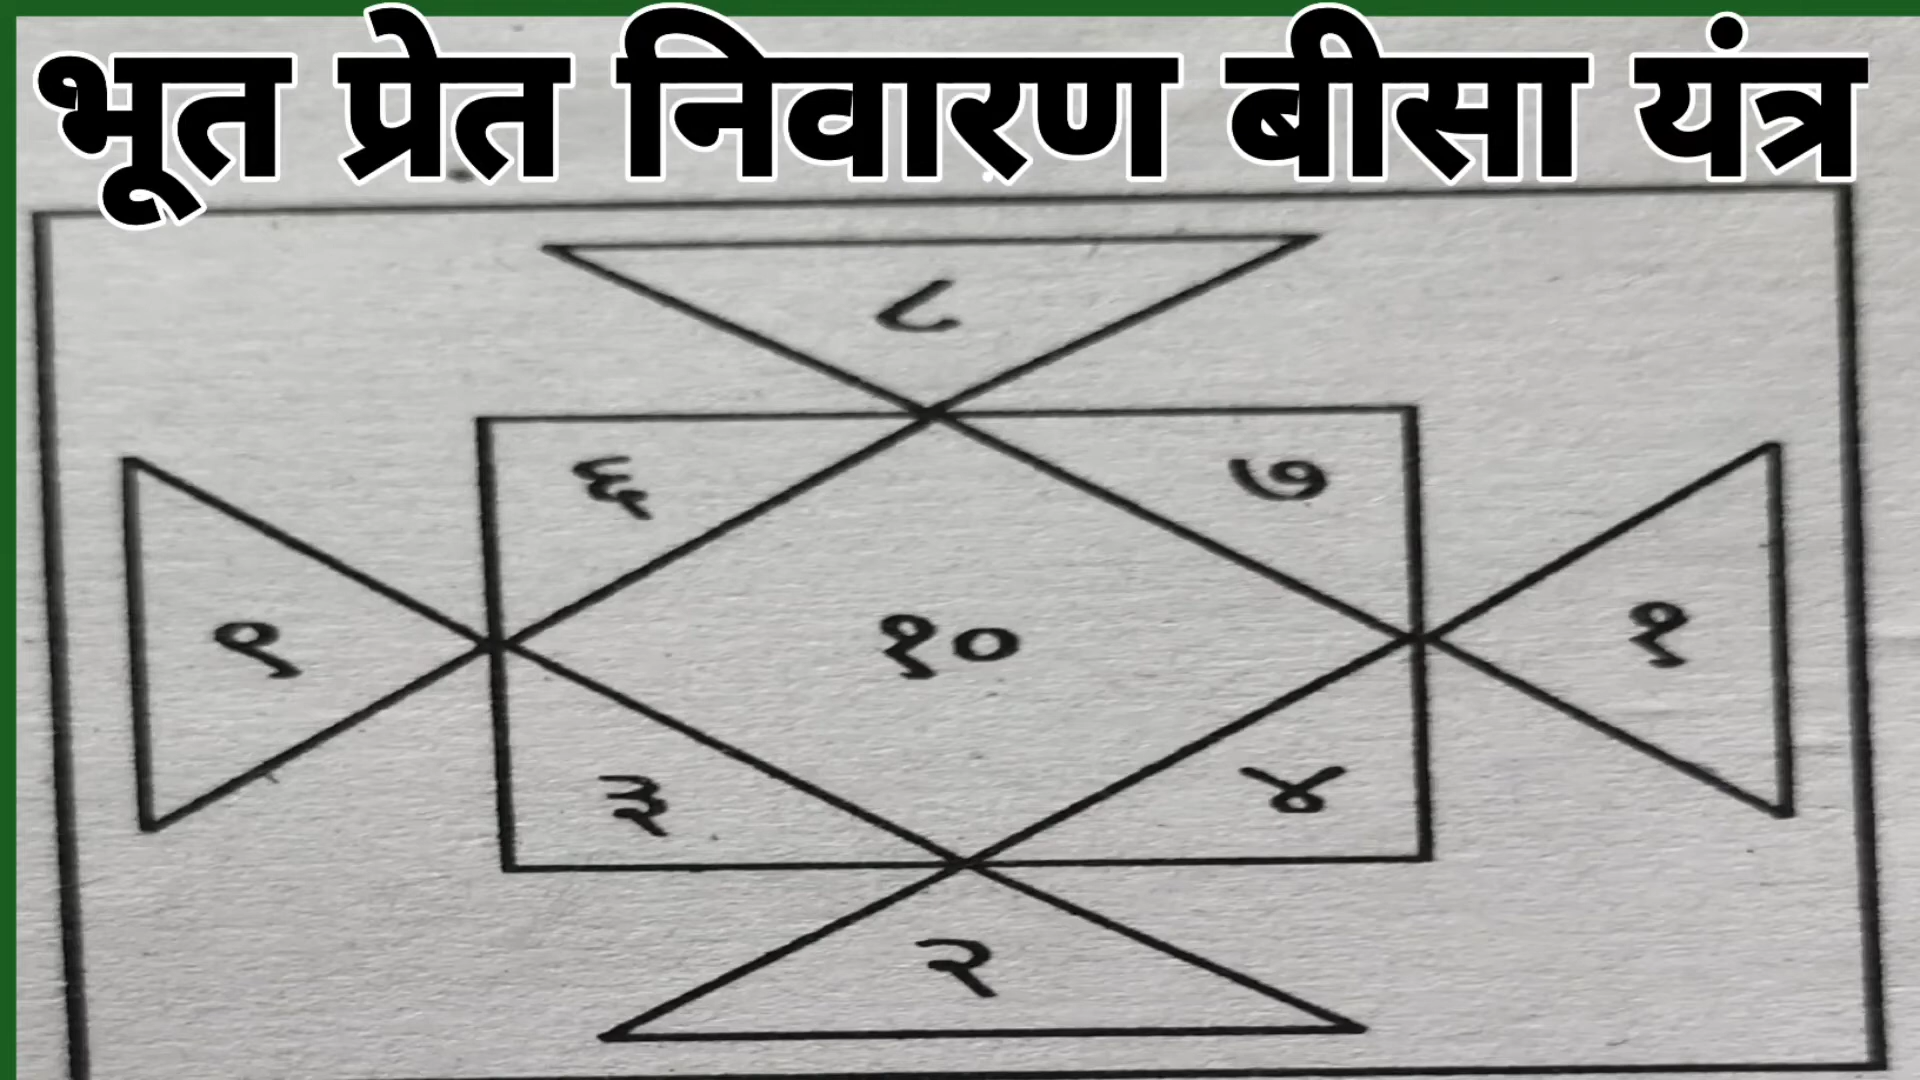 भूत प्रेत निवारण बीसा यंत्र
८
६ ७
९ १० १
३ ४
२